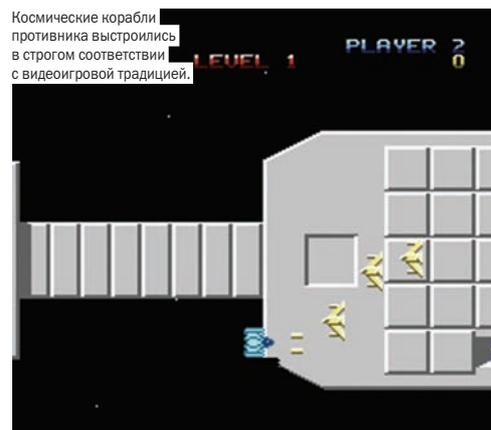 Космические корабли
противника выстроились
в строгом соответствии
с видеоигровой традицией.
PLAYER 2
LEVEL 1
0